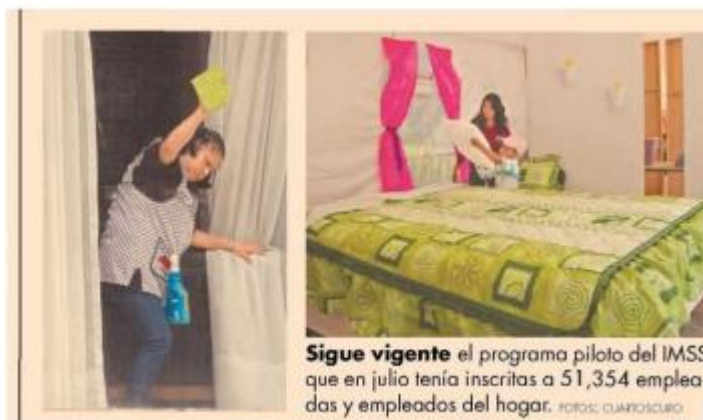 Sigue vigente el programa piloto del IMSS
que en julio tenía inscritas a 51,354 emplea-
das y empleados del hogar. FOTOS: CUARTOSCURO